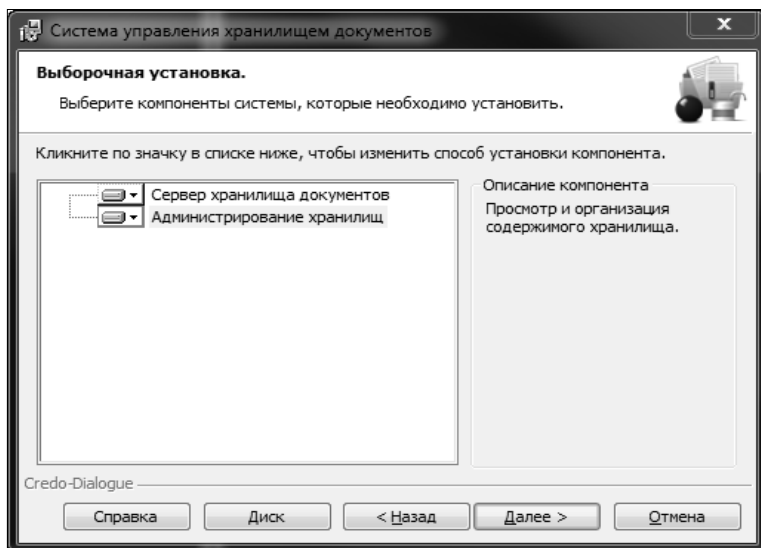 Система управления хранилищем документов
Выборочная установка.
Выберите компоненты системы, которые необходимо установить.
Кликните по значку в списке ниже, чтобы изменить способ установки компонента.
Сервер хранилища документов
Администрирование хранилищ
Описание компонента
Просмотр и организация
содержимого хранилища.
Credo-Dialogue
Справка
Диск
< Назад
Далее >
Отмена